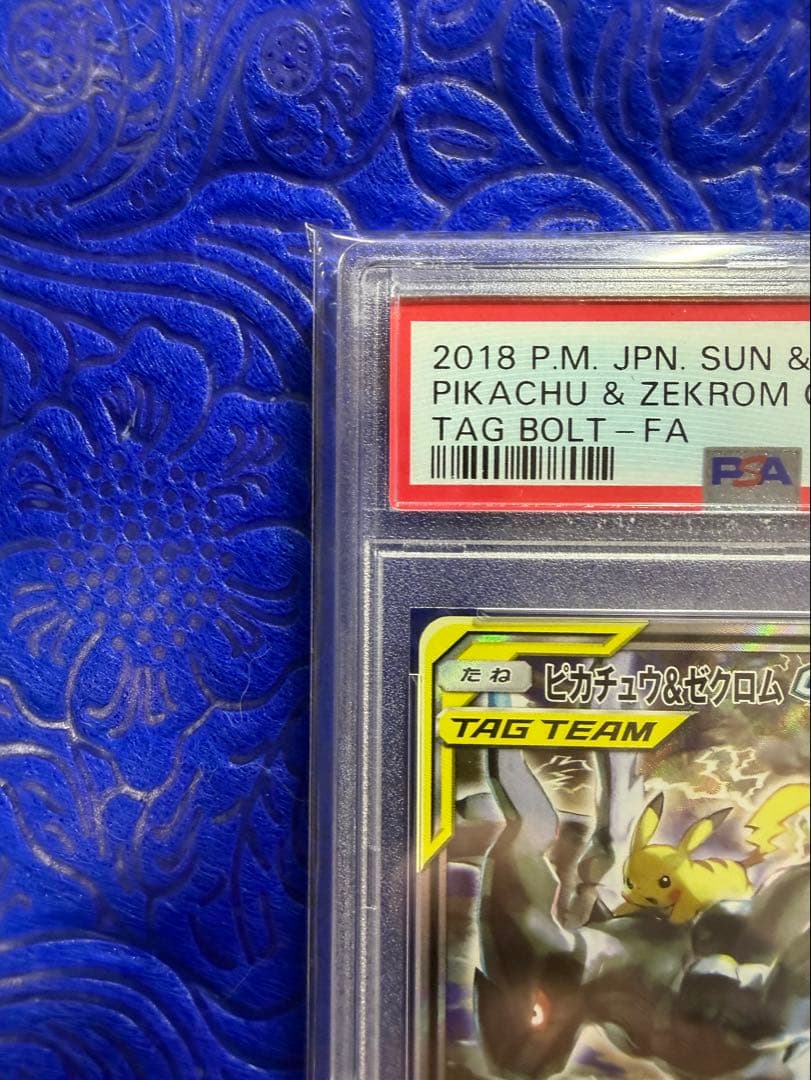 2018 P.M. JPN. SUN &
PIKACHU & ZEKROM
TAG BOLT – FA
PSA
たね
ピカチュウ&ゼクロム
TAG TEAM